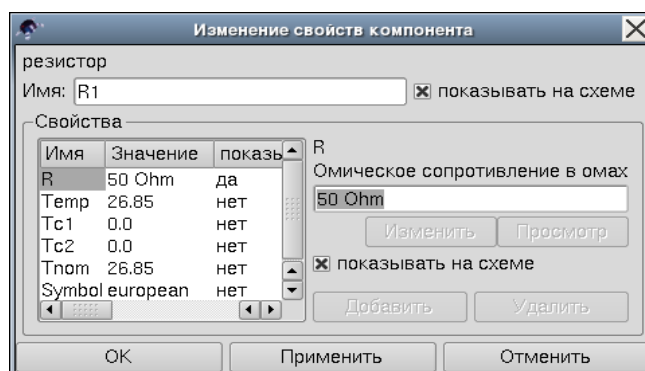 Изменение свойств компонента
резистор
Имя: R1 показывать на схеме
Свойства
Имя Значение показы
R 50 Ohm да
Temp 26.85 нет
Tc1 0.0 нет
Tc2 0.0 нет
Tnom 26.85 нет
Symbol european нет
R
Омическое сопротивление в омах
50 Ohm
Изменить Просмотр
показывать на схеме
Добавить Удалить
OK Применить Отменить